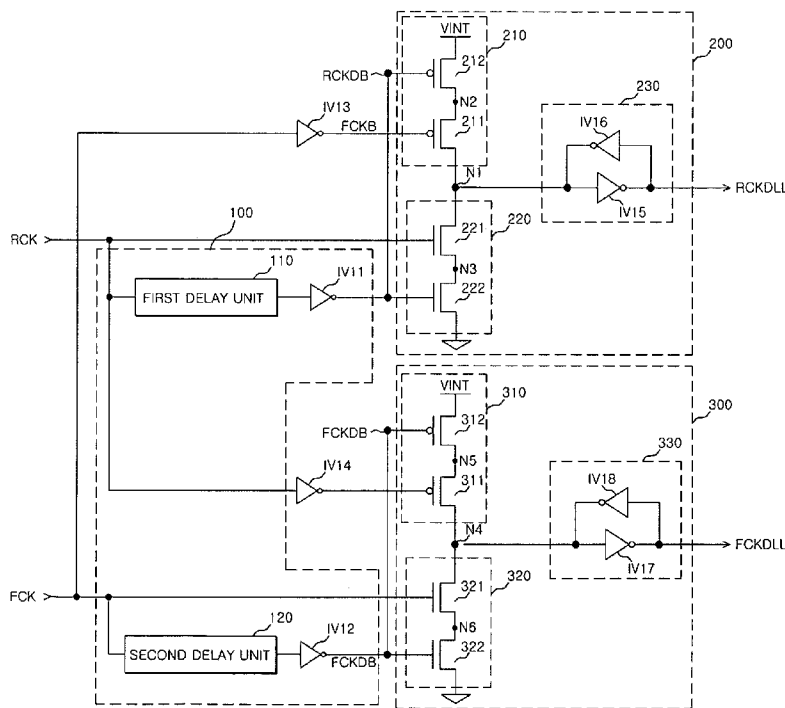 VINT
210
200
212
RCKDB
230
N2
IV13
IV16
FCKB
211
N1
RCKDLL
IV15
100
220
RCK
221
110
N3
IV11
FIRST DELAY UNIT
222
VINT
310
300
312
FCKDB
330
N5
IV14
IV18
311
N4
FCKDLL
IV17
320
FCK
321
120
N6
IV12
SECOND DELAY UNIT
FCKDB
322